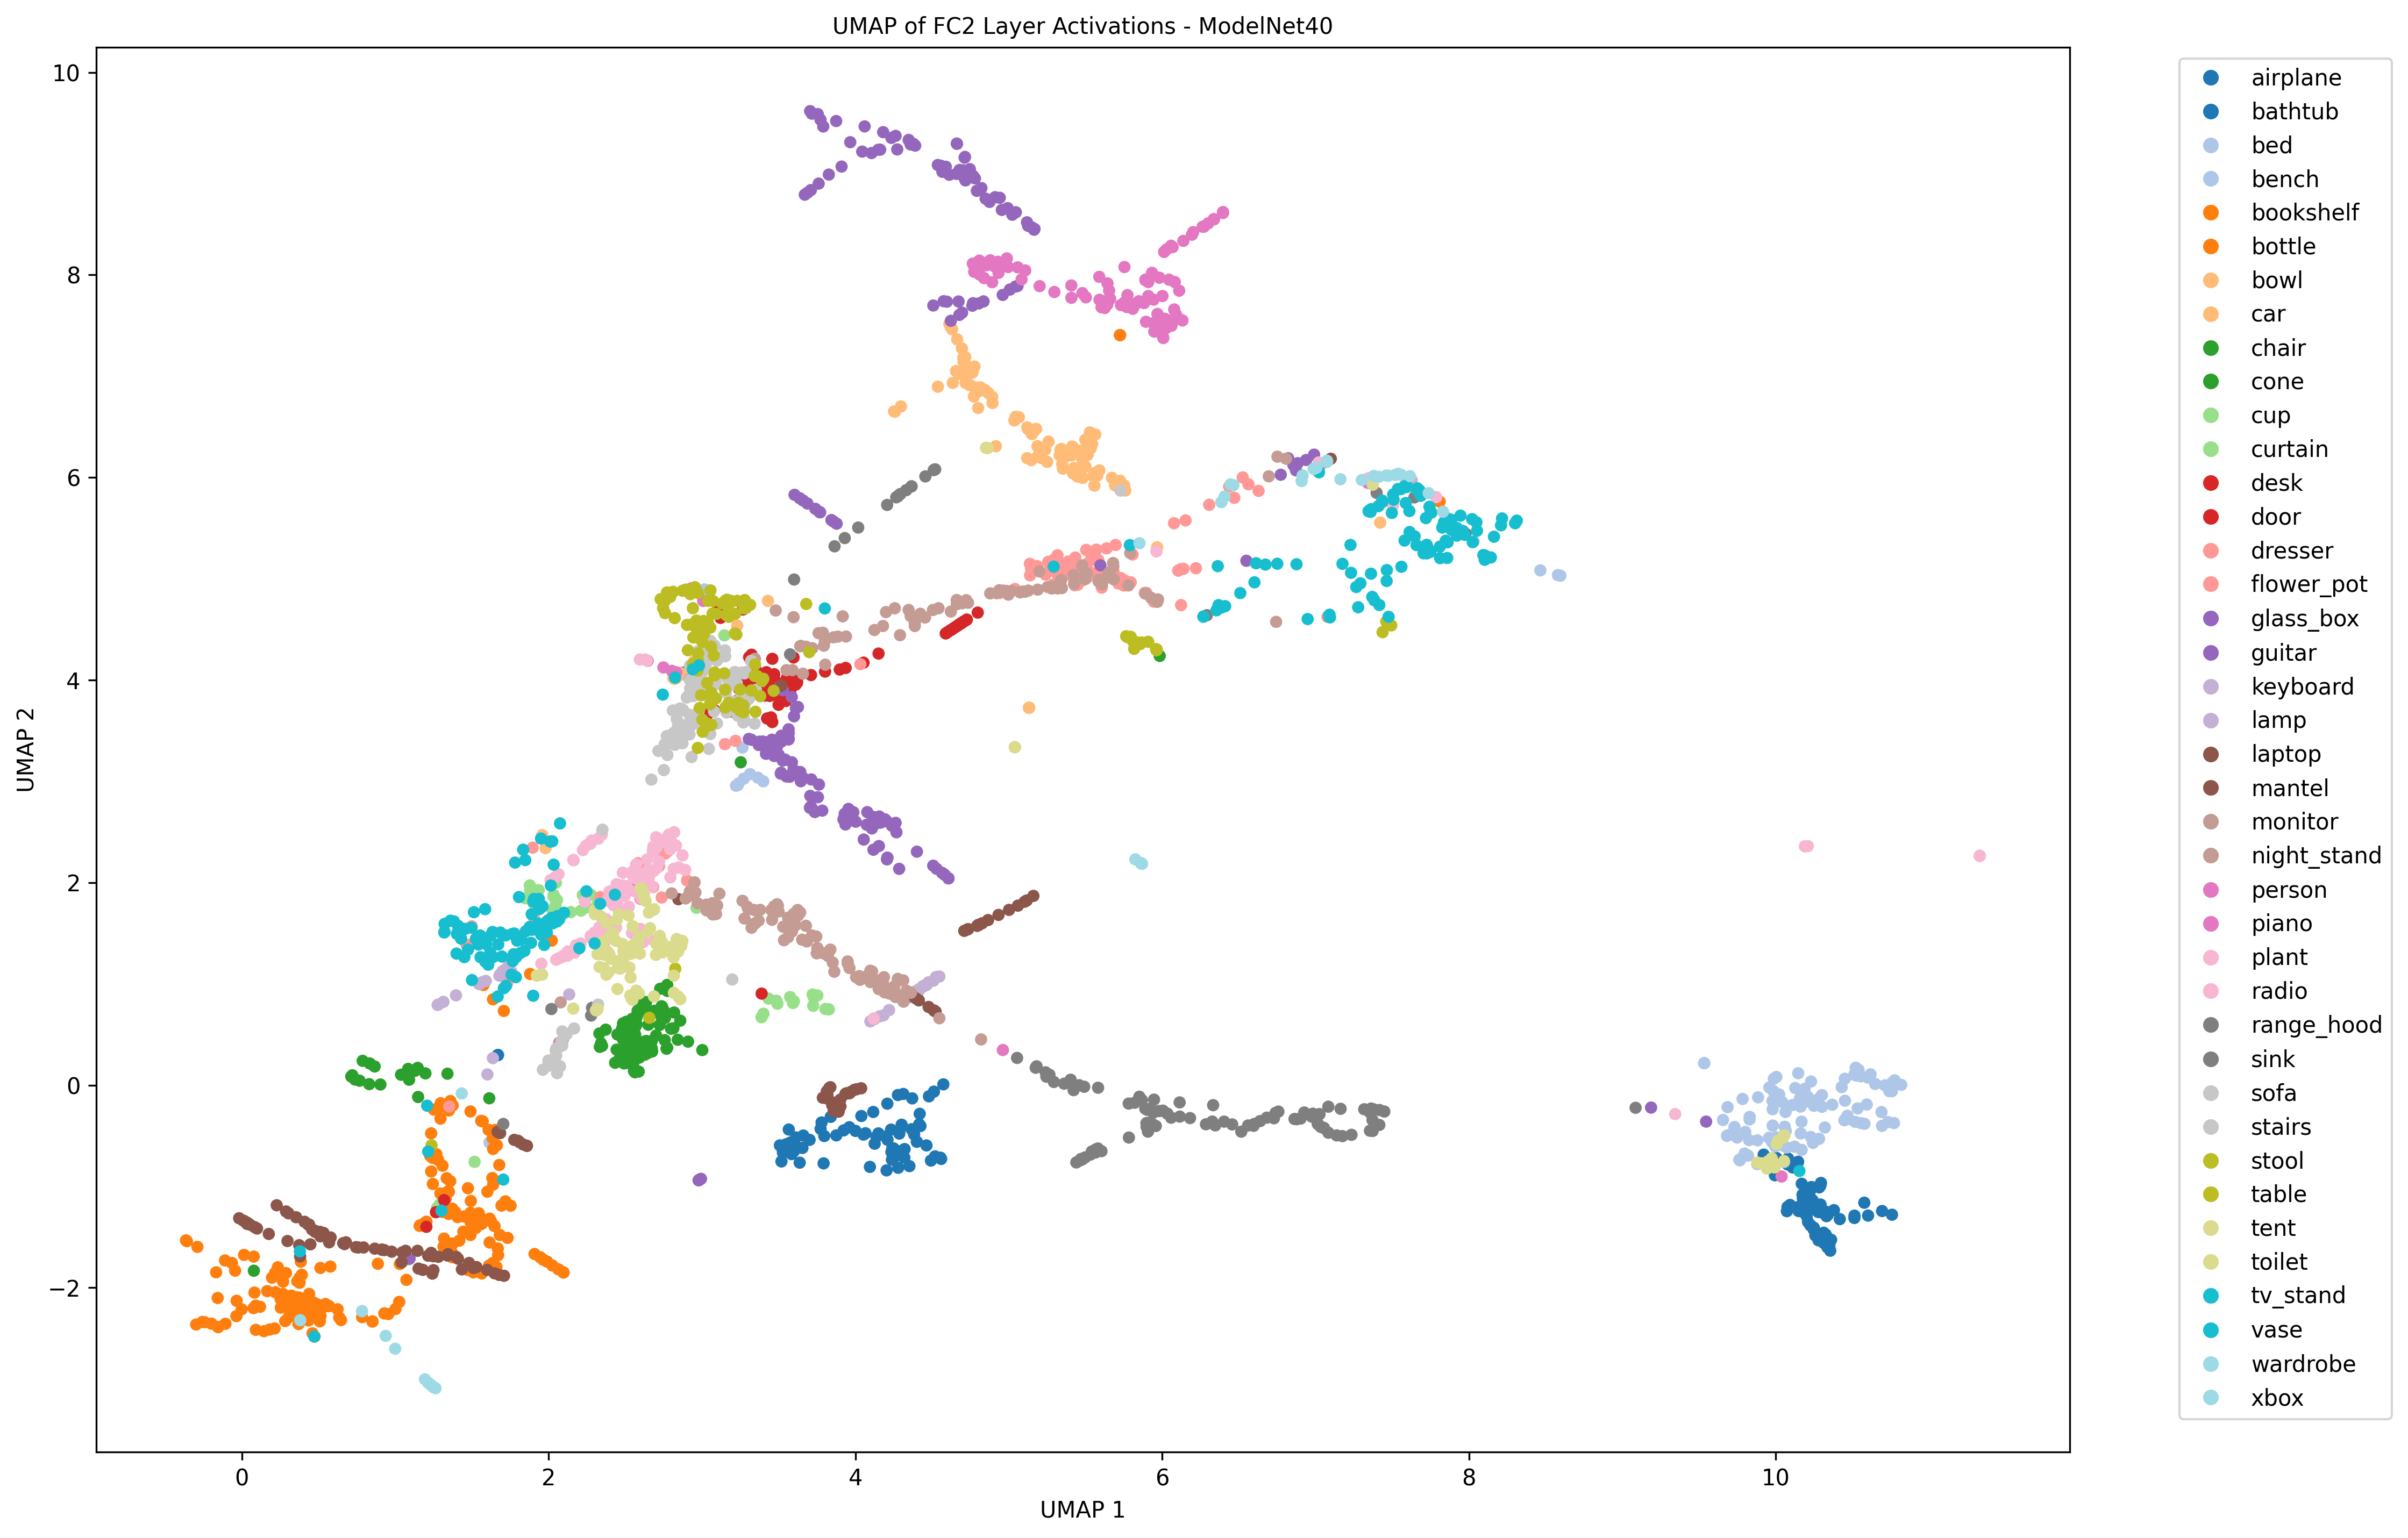 UMAP of FC2 Layer Activations - ModelNet40
10
8
6
4
2
0
−2
UMAP 2
0
2
4
6
8
10
UMAP 1
airplane
bathtub
bed
bench
bookshelf
bottle
bowl
car
chair
cone
cup
curtain
desk
door
dresser
flower_pot
glass_box
guitar
keyboard
lamp
laptop
mantel
monitor
night_stand
person
piano
plant
radio
range_hood
sink
sofa
stairs
stool
table
tent
toilet
tv_stand
vase
wardrobe
xbox